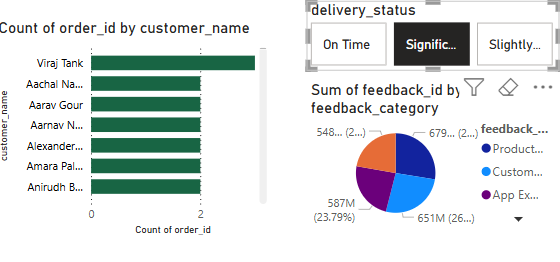 Count of order_id by customer_name
customer_name
Viraj Tank
Aachal Na...
Aarav Gour
Aarnav N...
Alexander...
Amara Pal...
Anirudh B...
0
2
Count of order_id
delivery_status
On Time
Signific...
Slightly...
Sum of feedback_id by
feedback_category
548... (2...)
679... (2...)
587M
(23.79%)
651M (26...)
feedback_...
Product...
Custom...
App Ex...